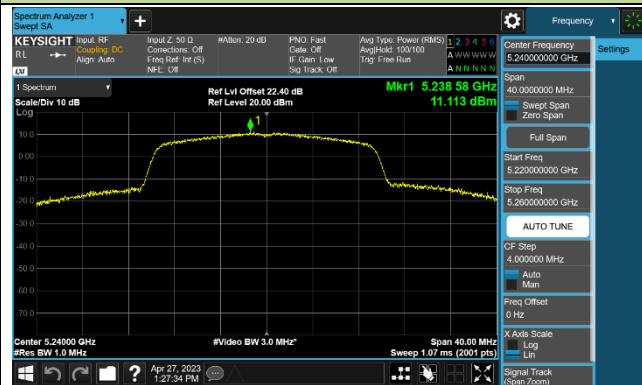 Spectrum Analyzer 1
Swept SA
+
Frequency
KEYSIGHT
RL
LXI
Input: RF
Coupling: DC
Align: Auto
Input Z: 50 Ω
Corrections: Off
Freq Ref: Int (S)
NFE: Off
#Atten: 20 dB
PNO: Fast
Gate: Off
IF Gain: Low
Sig Track: Off
Avg Type: Power (RMS)
Avg|Hold: 100/100
Trig: Free Run
1 2 3 4 5 6
A W W W W W
A N N N N N
1 Spectrum
Scale/Div 10 dB
Log
Ref Lvl Offset 22.40 dB
Ref Level 20.00 dBm
Mkr1 5.238 58 GHz
11.113 dBm
1
10.0
0.00
-10.0
-20.0
-30.0
-40.0
-50.0
-60.0
-70.0
Center 5.24000 GHz
#Res BW 1.0 MHz
#Video BW 3.0 MHz*
Span 40.00 MHz
Sweep 1.07 ms (2001 pts)
Center Frequency
5.240000000 GHz
Settings
Span
40.0000000 MHz
Swept Span
Zero Span
Full Span
Start Freq
5.220000000 GHz
Stop Freq
5.260000000 GHz
AUTO TUNE
CF Step
4.000000 MHz
Auto
Man
Freq Offset
0 Hz
X Axis Scale
Log
Lin
Signal Track
(Span Zoom)
?
Apr 27, 2023
1:27:34 PM